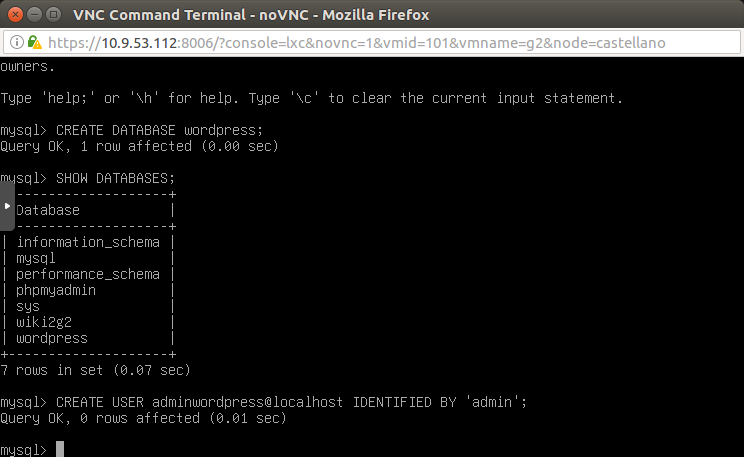 VNC Command Terminal - noVNC - Mozilla Firefox
https://10.9.53.112:8006/?console=lxc&novnc=1&vmid=101&vmname=g2&node=castellano
owners.
Type 'help;' or '\h' for help. Type '\c' to clear the current input statement.
mysql> CREATE DATABASE wordpress;
Query OK, 1 row affected (0.00 sec)
mysql> SHOW DATABASES;
-------------------+
Database |
-------------------+
| information_schema |
| mysql |
| performance_schema |
| phpmyadmin |
| sys |
| wiki2g2 |
| wordpress |
+--------------------+
7 rows in set (0.07 sec)
mysql> CREATE USER adminwordpress@localhost IDENTIFIED BY 'admin';
Query OK, 0 rows affected (0.01 sec)
mysql>